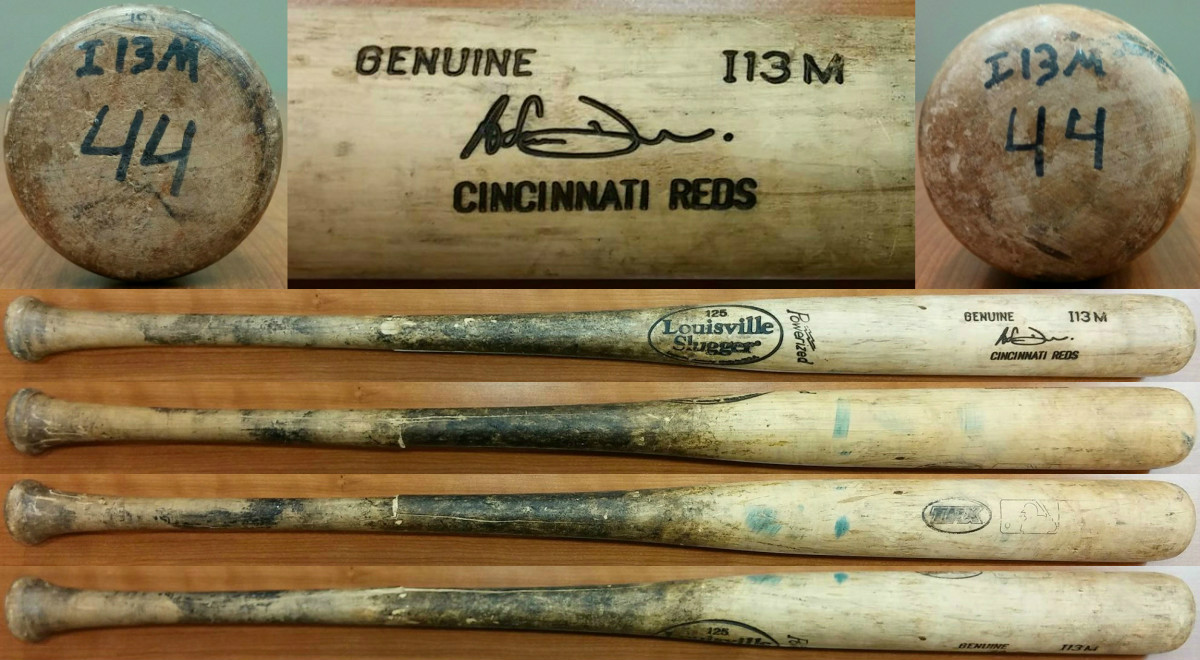 I13M
44
GENUINE I13M
CINCINNATI REDS
I13M
44
125
Louisville
Slugger
Powerized
GENUINE I13M
CINCINNATI REDS
125
GENUINE I13M